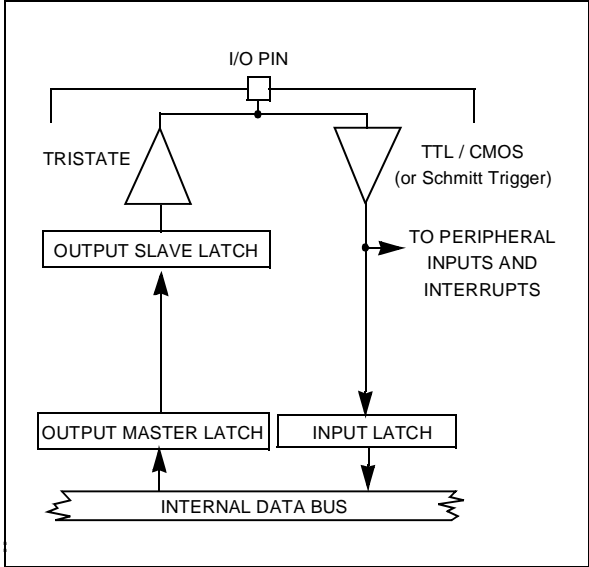 I/O PIN
TRISTATE
TTL / CMOS
(or Schmitt Trigger)
TO PERIPHERAL
INPUTS AND
INTERRUPTS
OUTPUT SLAVE LATCH
OUTPUT MASTER LATCH
INPUT LATCH
INTERNAL DATA BUS